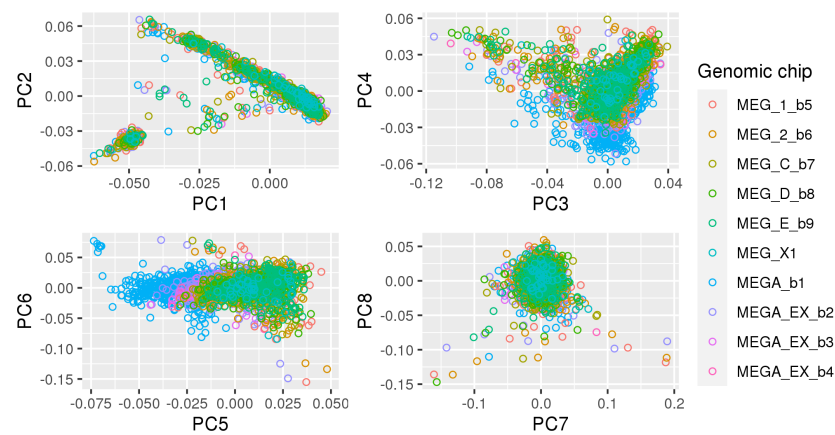 0.06
0.03
0.00
-0.03
-0.06
PC2
-0.050
-0.025
0.000
PC1
0.06
0.03
0.00
-0.03
-0.06
PC4
-0.12
-0.08
-0.04
0.00
0.04
PC3
0.05
0.00
-0.05
-0.10
-0.15
PC6
-0.075
-0.050
-0.025
0.000
0.025
0.050
PC5
0.05
0.00
-0.05
-0.10
-0.15
PC8
-0.1
0.0
0.1
0.2
PC7
Genomic chip
MEG_1_b5
MEG_2_b6
MEG_C_b7
MEG_D_b8
MEG_E_b9
MEG_X1
MEGA_b1
MEGA_EX_b2
MEGA_EX_b3
MEGA_EX_b4